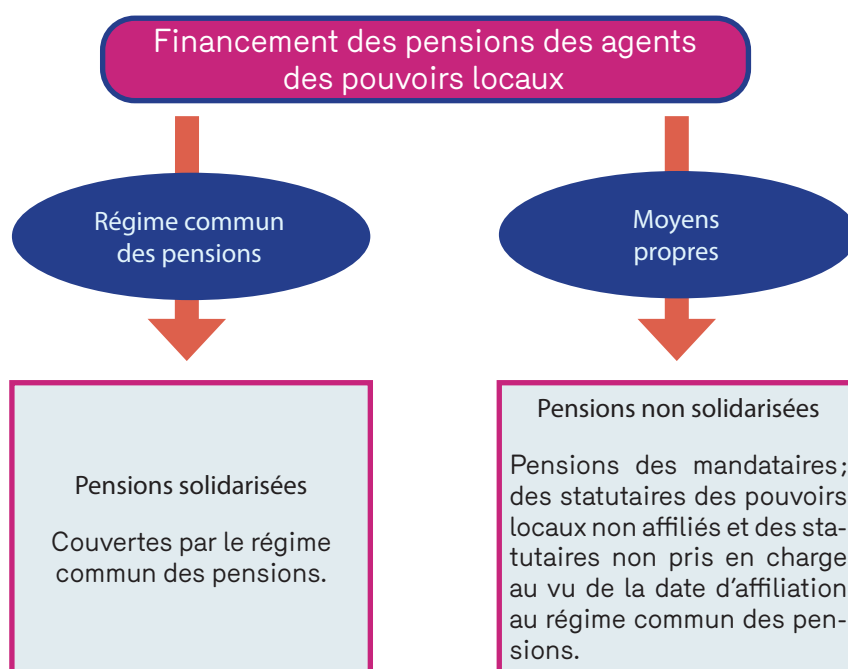 Financement des pensions des agents
des pouvoirs locaux
Régime commun
des pensions
Moyens
propres
Pensions solidarisées
Couvertes par le régime
commun des pensions.
Pensions non solidarisées
Pensions des mandataires;
des statutaires des pouvoirs
locaux non affiliés et des sta-
tutaires non pris en charge
au vu de la date d’affiliation
au régime commun des pen-
sions.